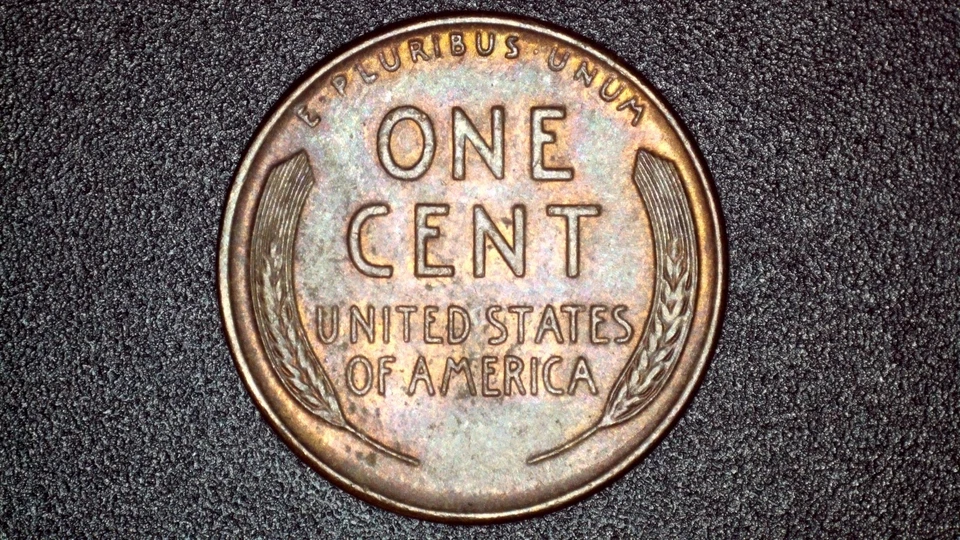 E·PLURIBUS·UNUM
ONE
CENT
UNITED STATES
OF AMERICA